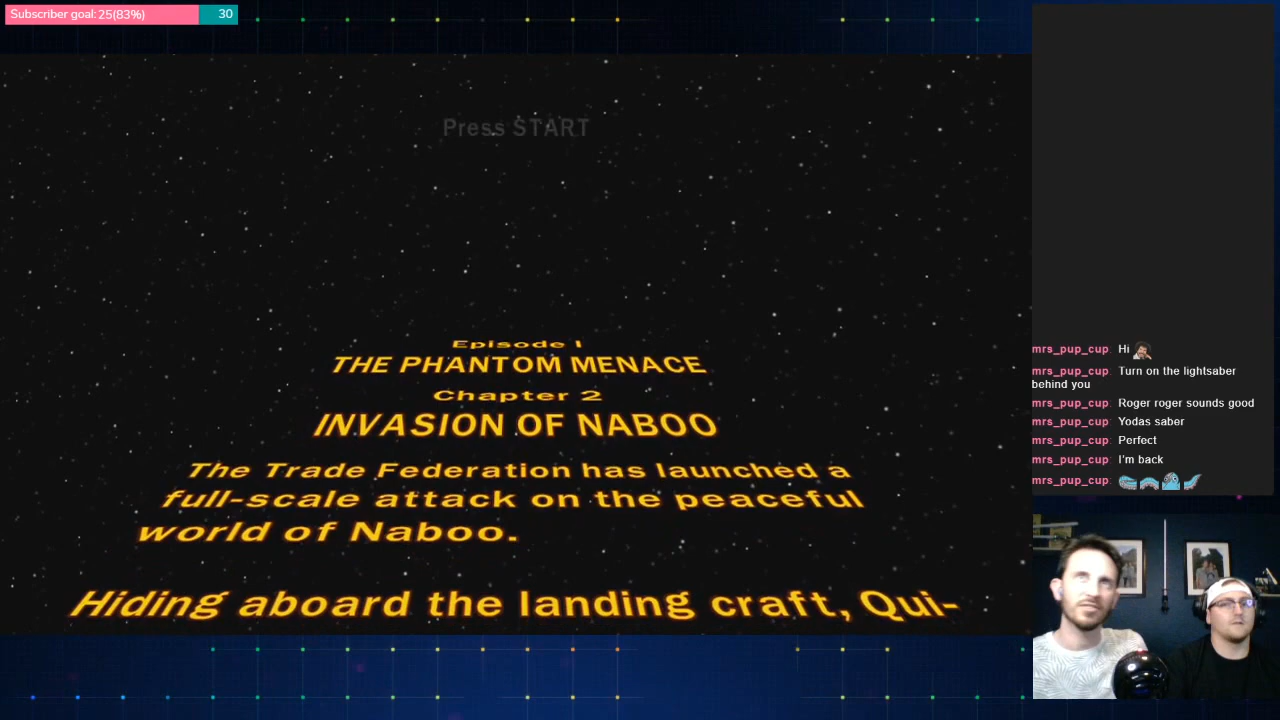 Subscriber goal: 25(83%) 30
Press START
Episode I
THE PHANTOM MENACE
Chapter 2
INVASION OF NABOO
The Trade Federation has launched a
full-scale attack on the peaceful
world of Naboo.
Hiding aboard the landing craft, Qui-
mrs_pup_cup: Hi
mrs_pup_cup: Turn on the lightsaber
behind you
mrs_pup_cup: Roger roger sounds good
mrs_pup_cup: Yodas saber
mrs_pup_cup: Perfect
mrs_pup_cup: I'm back
mrs_pup_cup: